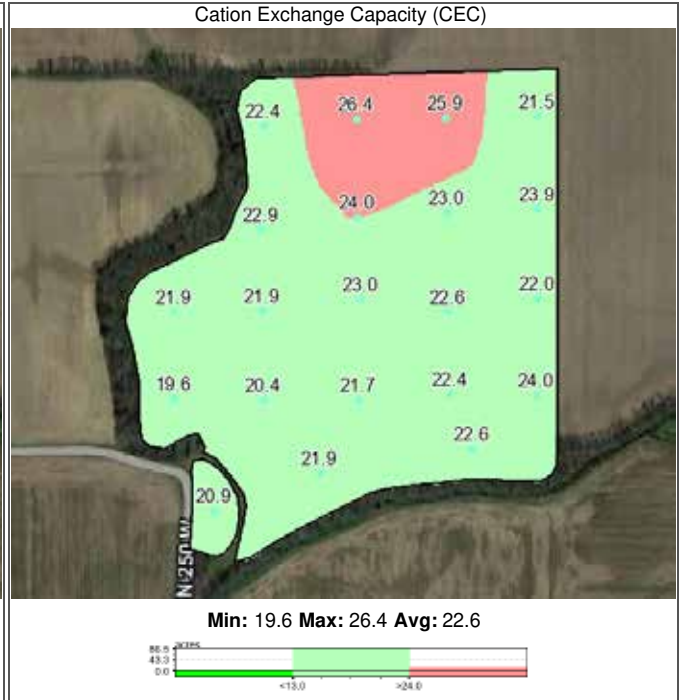 Cation Exchange Capacity (CEC)
22.4 26.4 25.9 21.5
22.9 24.0 23.0 23.9
21.9 21.9 23.0 22.6 22.0
19.6 20.4 21.7 22.4 24.0
21.9 22.6
20.9
N 250 W
Min: 19.6 Max: 26.4 Avg: 22.6
acres
86.5
43.3
0.0
<13.0 >24.0